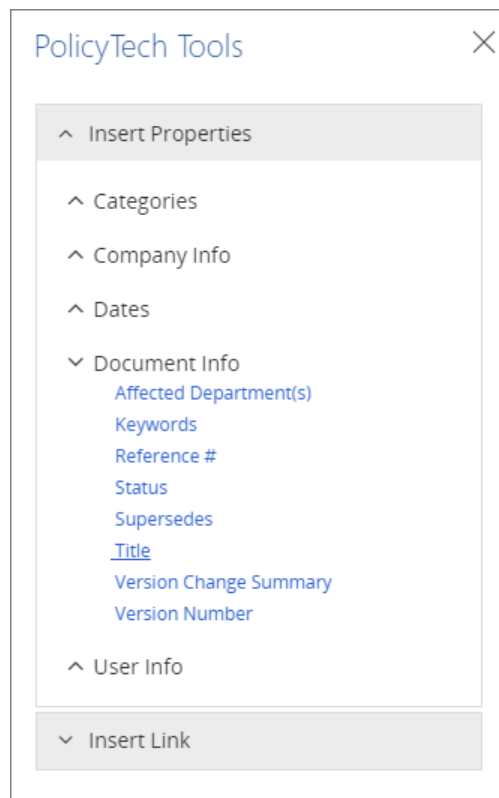 PolicyTech Tools
Insert Properties
Categories
Company Info
Dates
Document Info
Affected Department(s)
Keywords
Reference #
Status
Supersedes
Title
Version Change Summary
Version Number
User Info
Insert Link